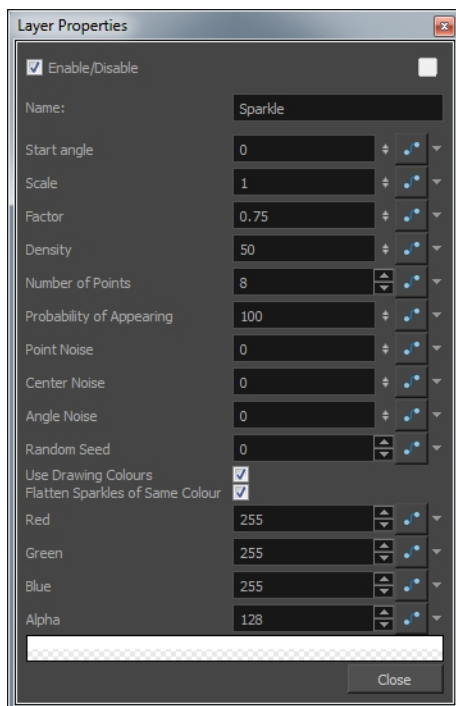 Layer Properties
Enable/Disable
Name: Sparkle
Start angle 0
Scale 1
Factor 0.75
Density 50
Number of Points 8
Probability of Appearing 100
Point Noise 0
Center Noise 0
Angle Noise 0
Random Seed 0
Use Drawing Colours
Flatten Sparkles of Same Colour
Red 255
Green 255
Blue 255
Alpha 128
Close